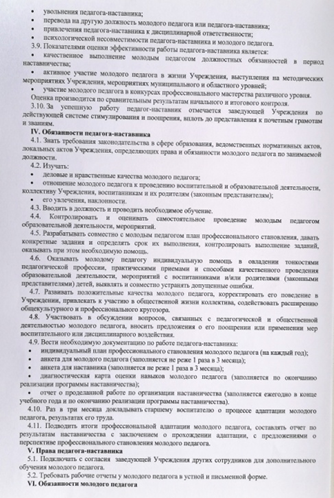 увольнения педагога-наставника;
перевода на другую должность молодого педагога или педагога-наставника;
привлечения педагога-наставника к дисциплинарной ответственности;
психологической несовместимости педагога-наставника и молодого педагога.
3.9. Показателями оценки эффективности работы педагога-наставника является:
качественное выполнение молодым педагогом должностных обязанностей в период
наставничества;
активное участие молодого педагога в жизни Учреждения, выступления на методических
мероприятиях Учреждения, мероприятиях муниципального и областного уровней;
участие молодого педагога в конкурсах профессионального мастерства различного уровня.
Оценка производится по сравнительным результатам начального и итогового контроля.
3.10. За успешную работу педагог-наставник отмечается заведующей Учреждения по
действующей системе стимулирования и поощрения, вплоть до представления к почетным грамотам
и званиям.
IV. Обязанности педагога-наставника
4.1. Знать требования законодательства в сфере образования, ведомственных нормативных актов,
локальных актов Учреждения, определяющих права и обязанности молодого педагога по занимаемой
должности.
4.2. Изучать:
деловые и нравственные качества молодого педагога;
отношение молодого педагога к проведению воспитательной и образовательной деятельности,
коллективу Учреждения, воспитанникам и их родителям (законным представителям);
его увлечения, наклонности.
4.3. Вводить в должность и проводить необходимое обучение.
4.4. Контролировать и оценивать самостоятельное проведение молодым педагогом
образовательной деятельности, мероприятий.
4.5. Разрабатывать совместно с молодым педагогом план профессионального становления, давать
конкретные задания и определять срок их выполнения, контролировать выполнение заданий,
оказывать при этом необходимую помощь.
4.6. Оказывать молодому педагогу индивидуальную помощь в овладении тонкостями
педагогической профессии, практическими приемами и способами качественного проведения
образовательной деятельности, мероприятий с воспитанниками и/или родителями (законными
представителями) детей, выявлять и совместно устранять допущенные ошибки.
4.7. Развивать положительные качества молодого педагога, корректировать его поведение в
Учреждении, привлекать к участию в общественной жизни коллектива, содействовать расширению
общекультурного и профессионального кругозора.
4.8. Участвовать в обсуждении вопросов, связанных с педагогической и общественной
деятельностью молодого педагога, вносить предложения о его поощрении или применении мер
воспитательного или дисциплинарного воздействия.
4.9. Вести необходимую документацию по работе педагога-наставника:
индивидуальный план профессионального становления молодого педагога (на каждый год);
анкета для молодого педагога (заполняется не реже 1 раза в 3 месяца);
анкета для наставника (заполняется не реже 1 раза в 3 месяца);
диагностическая карта оценки навыков молодого педагога (заполняется по окончанию
реализации программы наставничества);
отчет о проделанной работе по организации наставничества (заполняется ежегодно в конце
учебного года и по окончанию реализации программы наставничества).
4.10. Раз в три месяца докладывать старшему воспитателю о процессе адаптации молодого
педагога, результатах его труда.
4.11. Подводить итоги профессиональной адаптации молодого педагога, составлять отчет по
результатам наставничества с заключением о прохождении адаптации, с предложениями о
перспективе профессионального становления молодого педагога.
V. Права педагога-наставника
5.1. Подключать с согласия заведующей Учреждения других сотрудников для дополнительного
обучения молодого педагога.
5.2. Требовать рабочие отчеты у молодого педагога в устной и письменной форме.
VI. Обязанности молодого педагога